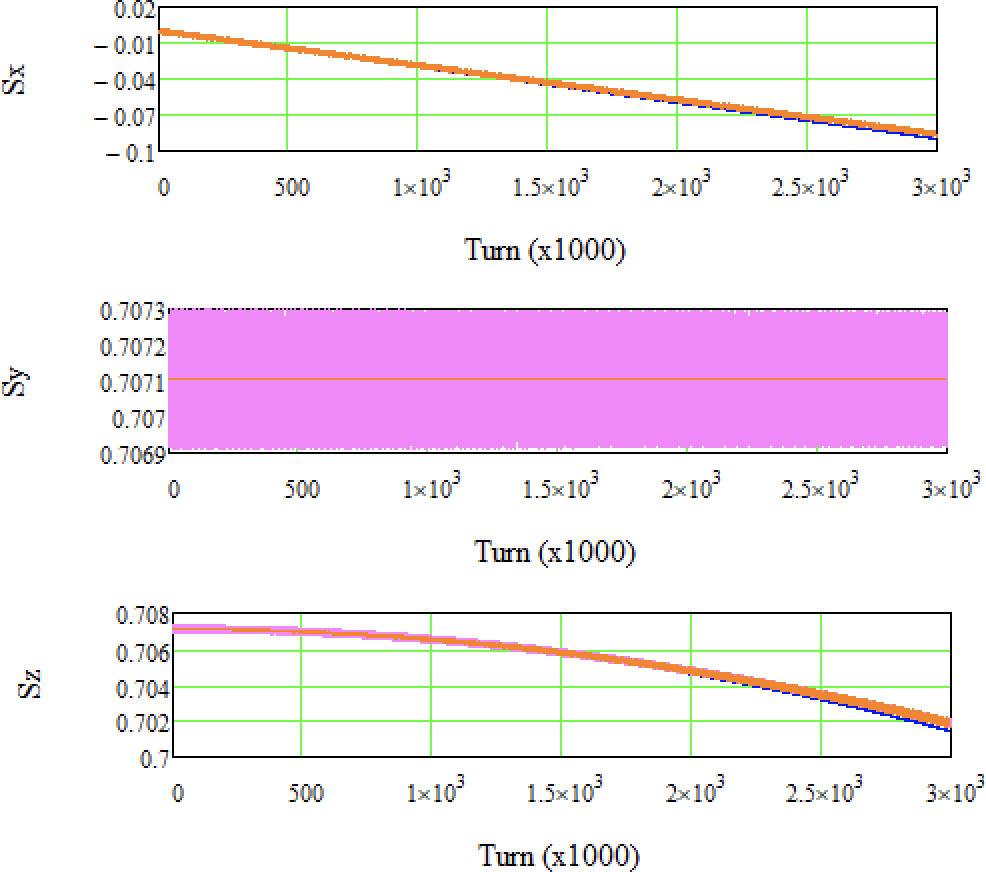 0.02
− 0.01
− 0.04
− 0.07
− 0.1
Sx
0 500 1×10³ 1.5×10³ 2×10³ 2.5×10³ 3×10³
Turn (x1000)
0.7073
0.7072
0.7071
0.707
0.7069
Sy
0 500 1×10³ 1.5×10³ 2×10³ 2.5×10³ 3×10³
Turn (x1000)
0.708
0.706
0.704
0.702
0.7
Sz
0 500 1×10³ 1.5×10³ 2×10³ 2.5×10³ 3×10³
Turn (x1000)